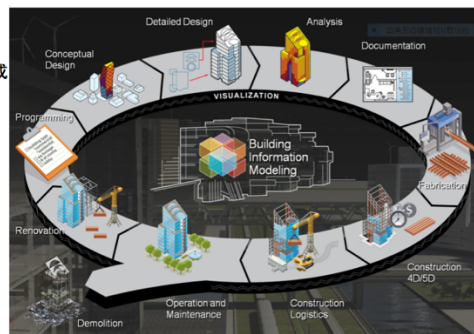 Detailed Design
Analysis
Conceptual
Design
Documentation
成
VISUALIZATION
Programming
Building
Information
Modeling
Fabrication
Renovation
Construction
4D/5D
Operation and
Maintenance
Construction
Logistics
Demolition